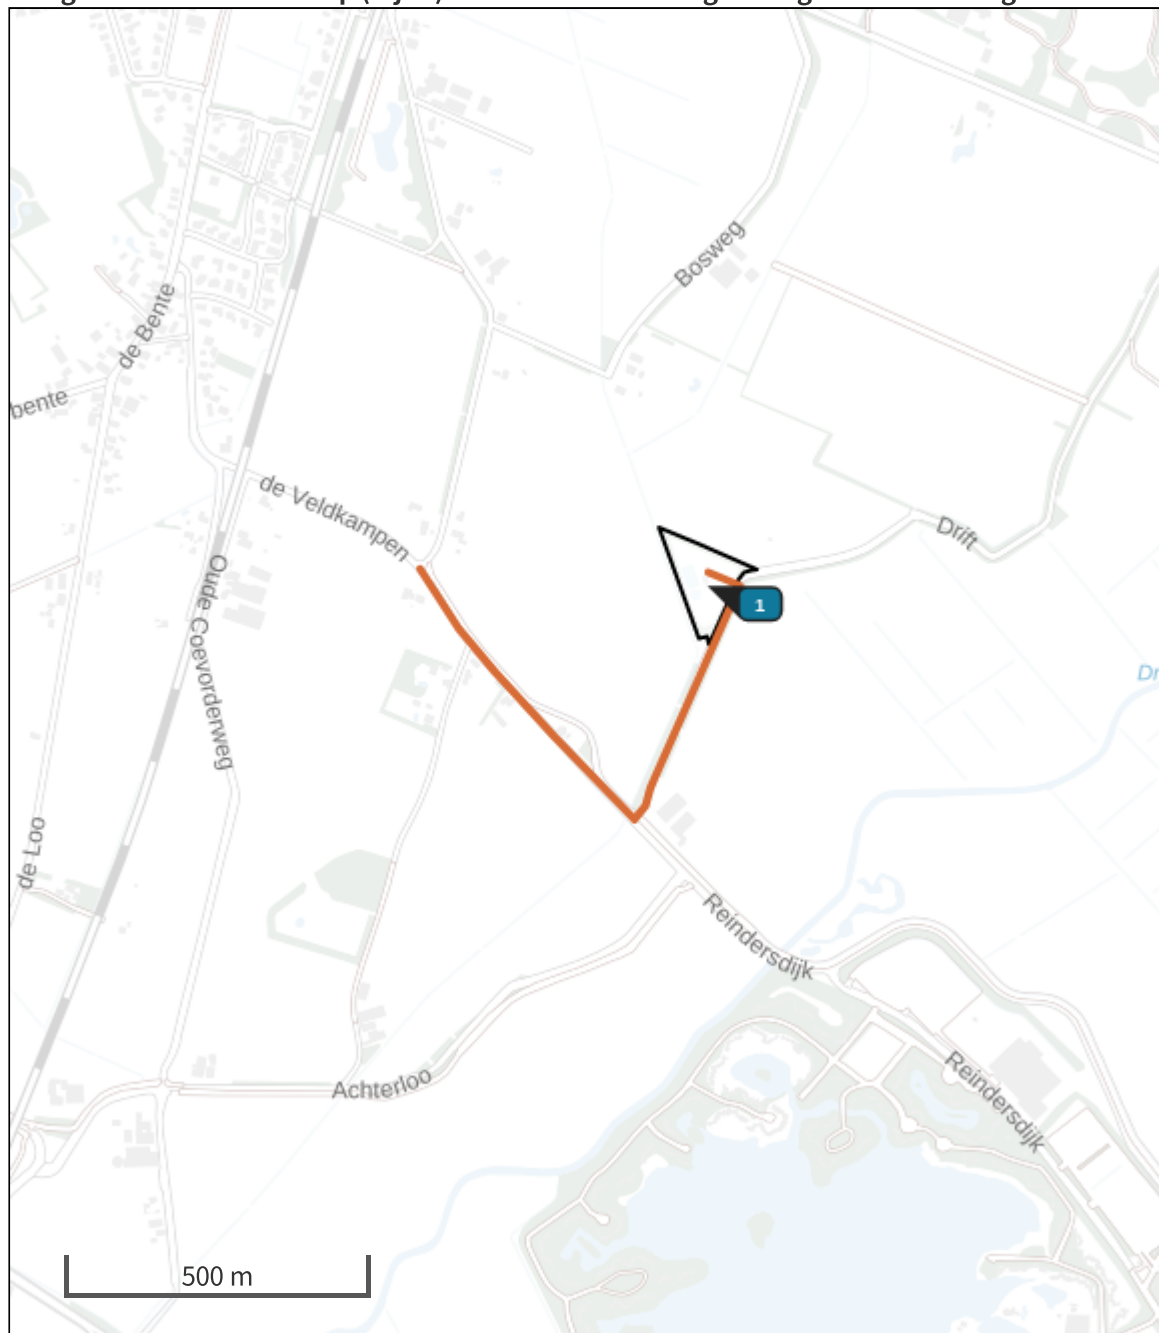 Bosweg
de Bente
bente
de Veldkampen
Drift
Oude Coevorderweg
1
de Loo
Reindersdijk
Achterloo
Reindersdijk
500 m